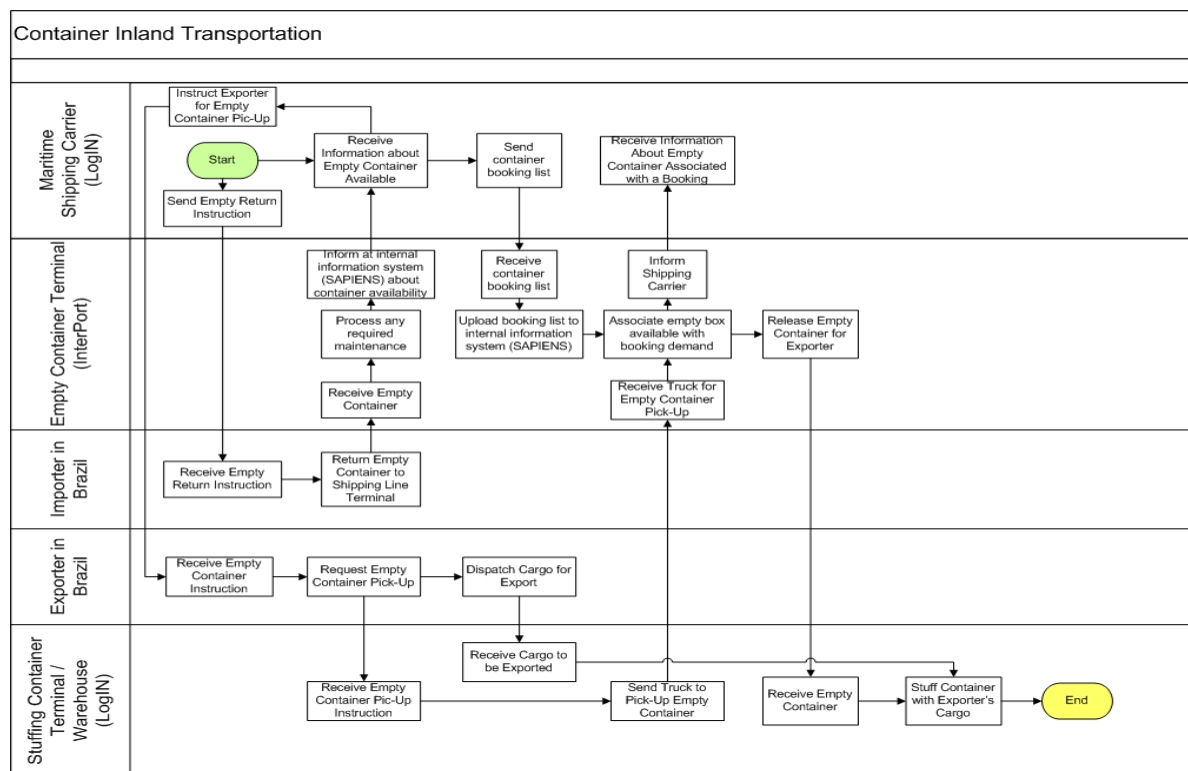 Container Inland Transportation
Maritime
Shipping Carrier
(LogIN)
Instruct Exporter
for Empty
Container Pic-Up
Start
Receive
Information about
Empty Container
Available
Send
container
booking list
Receive Information
About Empty
Container Associated
with a Booking
Send Empty Return
Instruction
Empty Container Terminal
(InterPort)
Inform at internal
information system
(SAPIENS) about
container availability
Receive
container
booking list
Inform
Shipping
Carrier
Process any
required
maintenance
Upload booking list to
internal information
system (SAPIENS)
Associate empty box
available with
booking demand
Release Empty
Container for
Exporter
Receive Empty
Container
Receive Truck for
Empty Container
Pick-Up
Importer in
Brazil
Receive Empty
Return Instruction
Return Empty
Container to
Shipping Line
Terminal
Exporter in
Brazil
Receive Empty
Container
Instruction
Request Empty
Container Pick-Up
Dispatch Cargo for
Export
Stuffing Container
Terminal /
Warehouse
(LogIN)
Receive Cargo to
be Exported
Receive Empty
Container Pic-Up
Instruction
Send Truck to
Pick-Up Empty
Container
Receive Empty
Container
Stuff Container
with Exporter's
Cargo
End